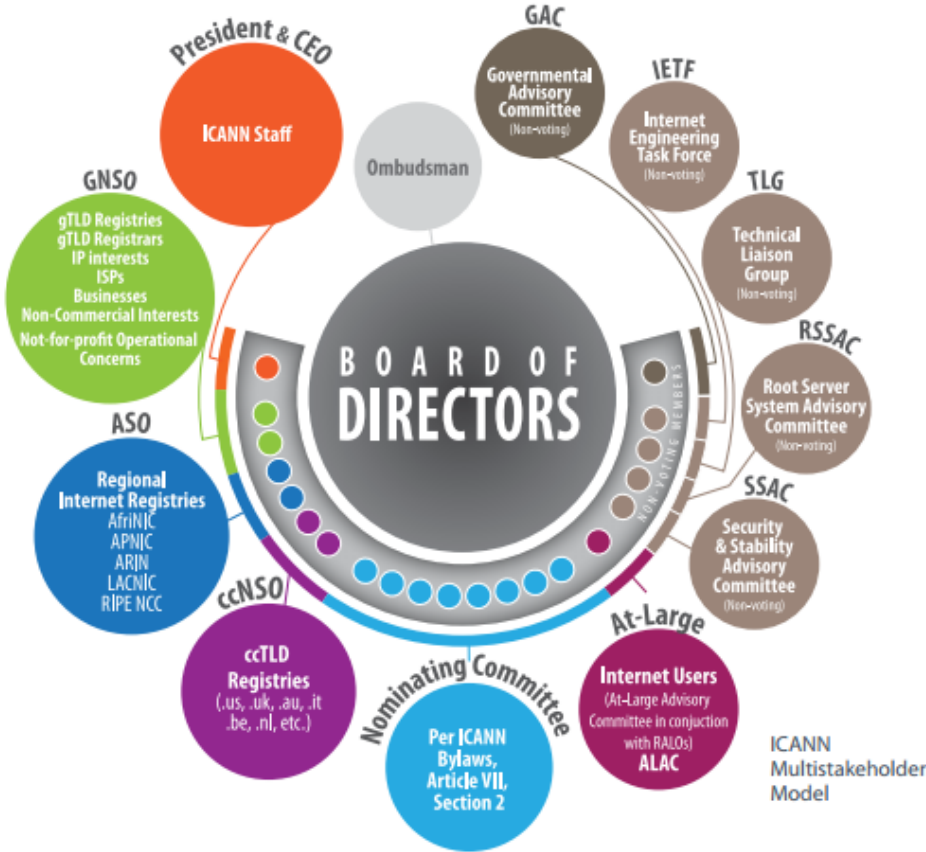 President & CEO
ICANN Staff
Ombudsman
GAC
Governmental
Advisory
Committee
(Non-voting)
IETF
Internet
Engineering
Task Force
(Non-voting)
TLG
Technical
Liaison
Group
(Non-voting)
RSSAC
Root Server
System Advisory
Committee
(Non-voting)
SSAC
Security
& Stability
Advisory
Committee
(Non-voting)
At-Large
Internet Users
(At-Large Advisory
Committee in conjuction
with RALOs)
ALAC
Nominating Committee
Per ICANN
Bylaws,
Article VII,
Section 2
ccNSO
ccTLD
Registries
(.us, .uk, .au, .it
.be, .nl, etc.)
ASO
Regional
Internet Registries
AfriNIC
APNIC
ARIN
LACNIC
RIPE NCC
GNSO
gTLD Registries
gTLD Registrars
IP interests
ISPs
Businesses
Non-Commercial Interests
Not-for-profit Operational
Concerns
BOARD OF
DIRECTORS
NON-VOTING MEMBERS
ICANN
Multistakeholder
Model